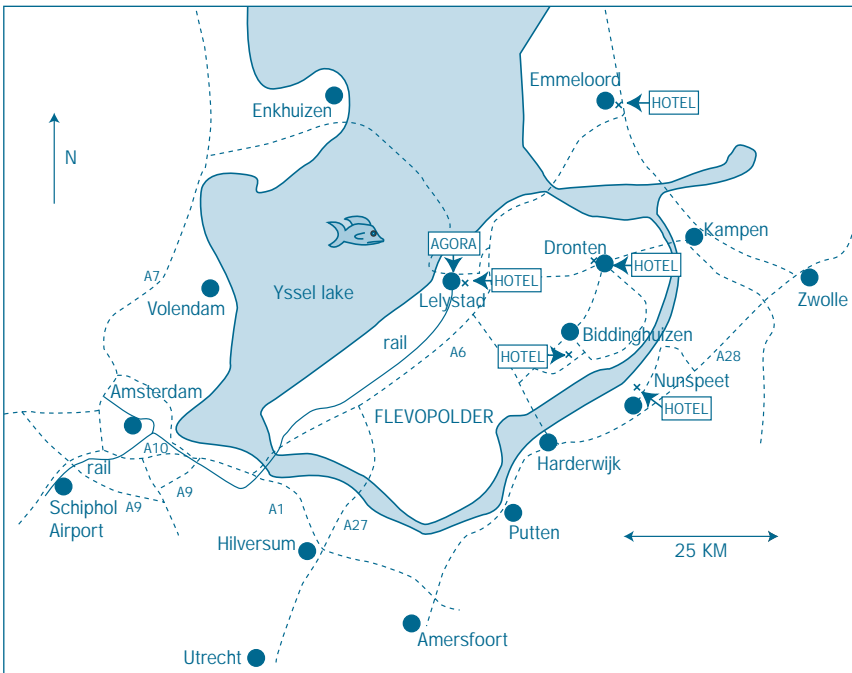 Emmeloord
HOTEL
Enkhuizen
N
Kampen
AGORA
Dronten
HOTEL
A7
HOTEL
Zwolle
Yssel lake
Lelystad
Volendam
rail
Biddinghuizen
A6
HOTEL
A28
Nunspeet
Amsterdam
HOTEL
FLEVOPOLDER
A10
rail
Harderwijk
A9
Schiphol
Airport
A9
A1
A27
Putten
Hilversum
25 KM
Amersfoort
Utrecht